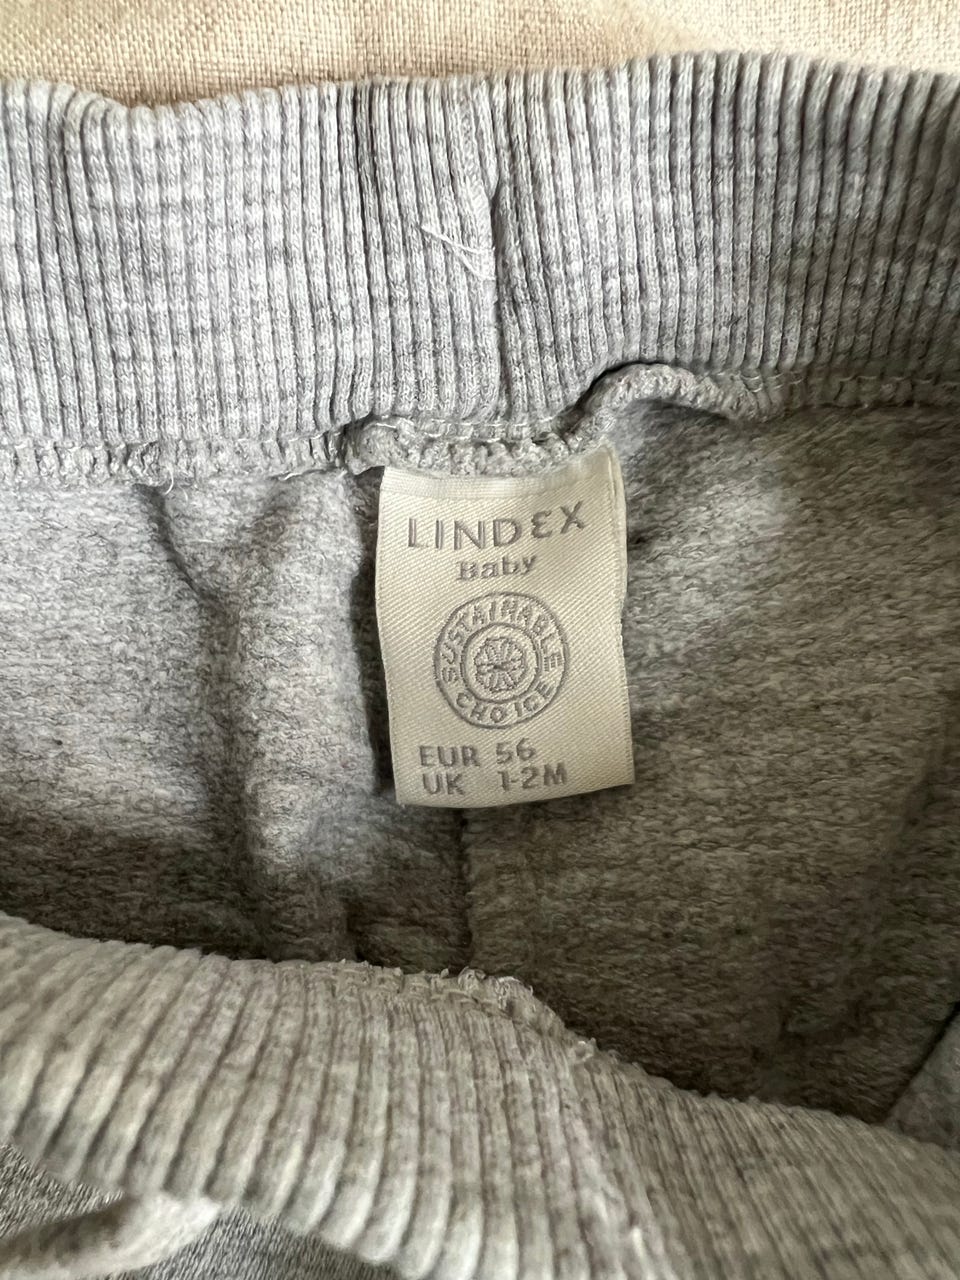 LINDEX
Baby
SUSTAINABLE
CHOICE
EUR 56
UK 1-2M